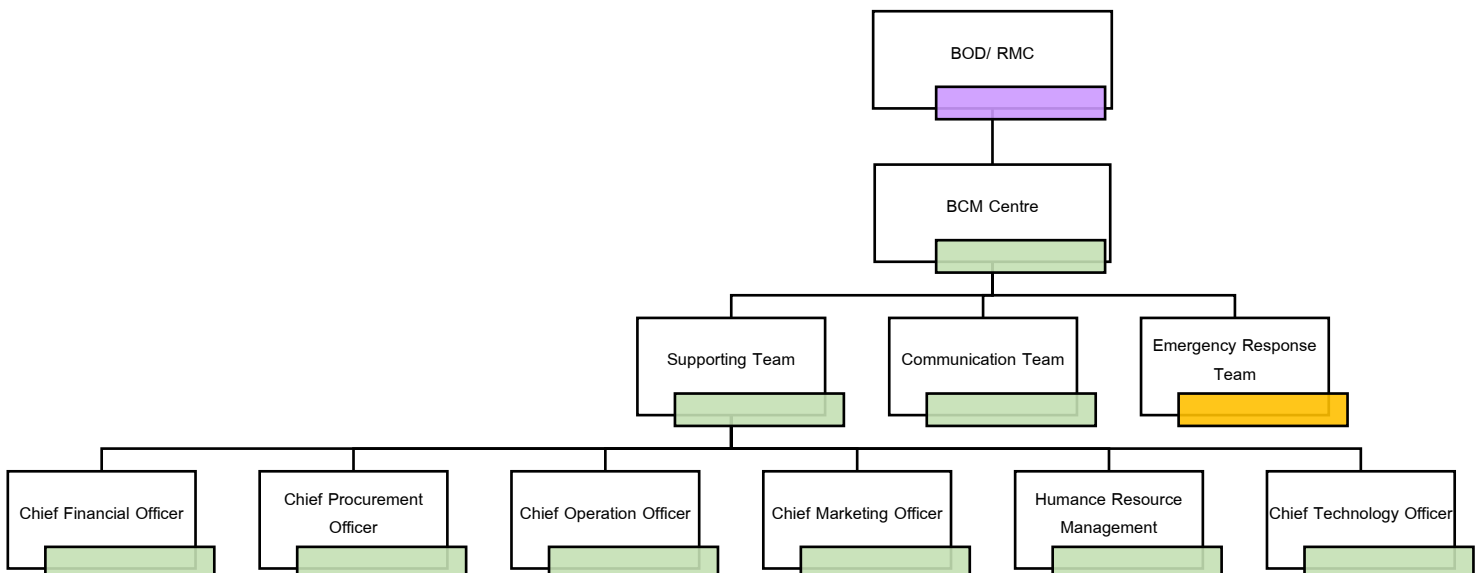 BOD/ RMC
BCM Centre
Supporting Team
Communication Team
Emergency Response
Team
Chief Financial Officer
Chief Procurement
Officer
Chief Operation Officer
Chief Marketing Officer
Humance Resource
Management
Chief Technology Officer